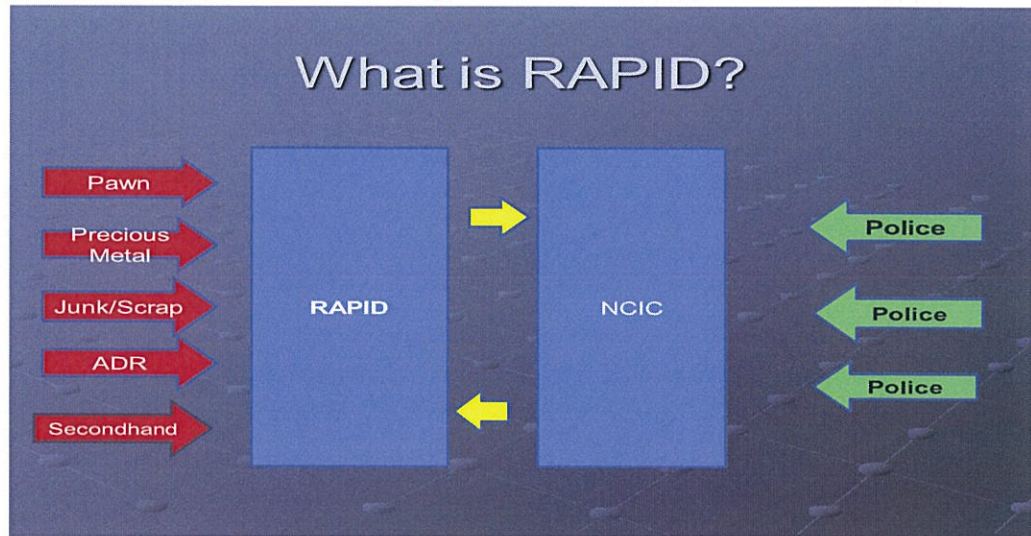 What is RAPID?
Pawn
Precious
Metal
Junk/Scrap
ADR
Secondhand
RAPID
NCIC
Police
Police
Police